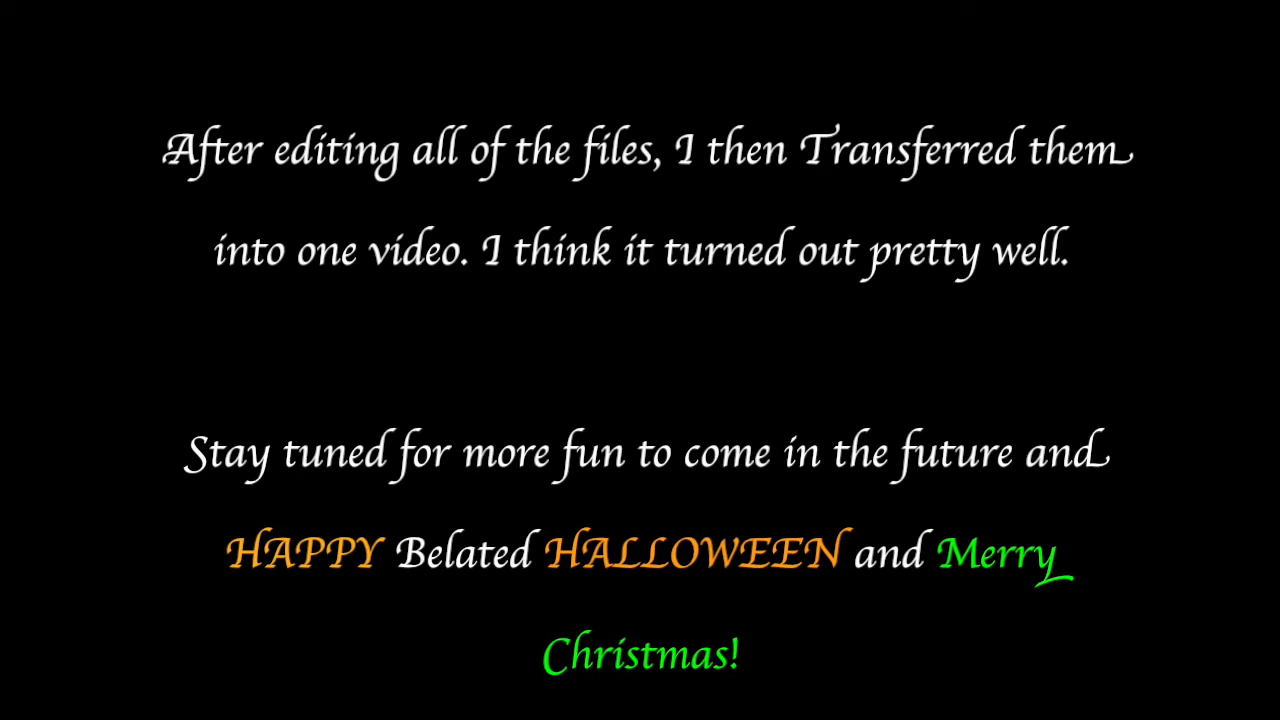 After editing all of the files, I then Transferred them
into one video. I think it turned out pretty well.
Stay tuned for more fun to come in the future and
HAPPY Belated HALLOWEEN and Merry
Christmas!